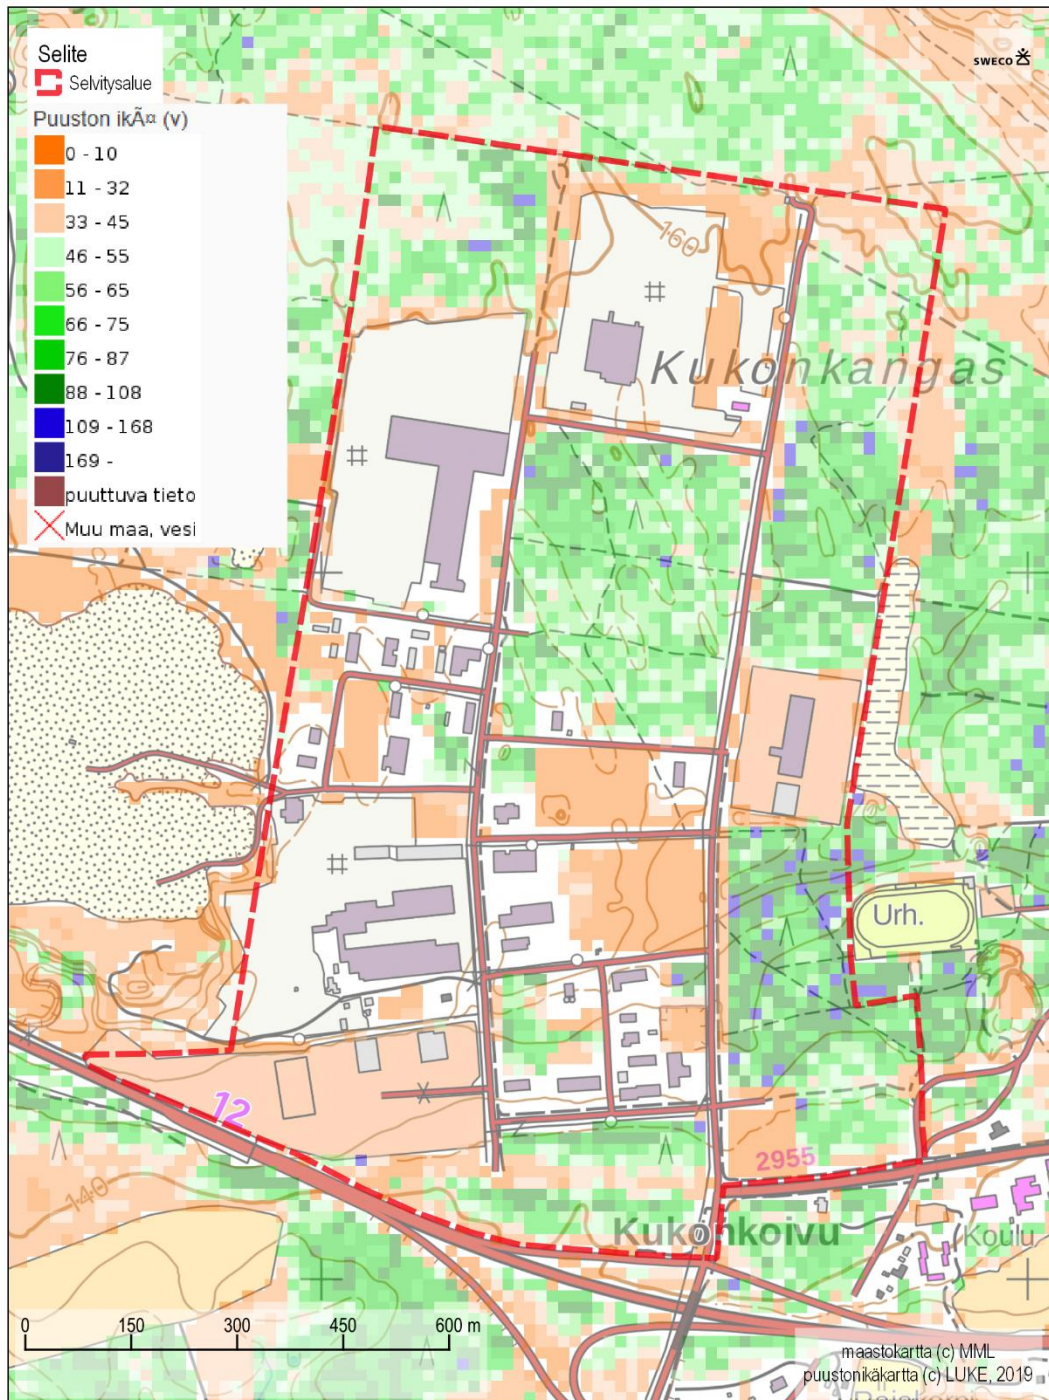 Selite
Selvitysalue
Puuston ikÃ¤ (v)
0 - 10
11 - 32
33 - 45
46 - 55
56 - 65
66 - 75
76 - 87
88 - 108
109 - 168
169 -
puuttuva tieto
Muu maa, vesi
SWECO
160
Kukonkangas
Urh.
12
2955
140
Kukonkoivu
Koulu
0 150 300 450 600 m
maastokartta (c) MML
puustonikäkartta (c) LUKE, 2019